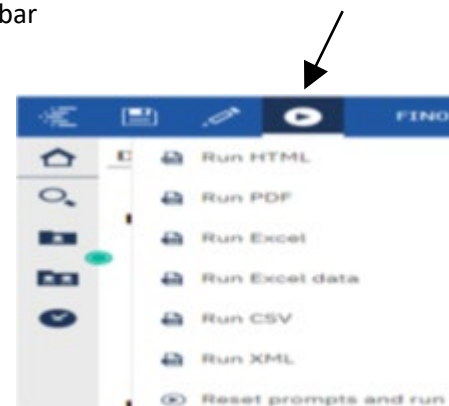 bar
FINO
Run HTML
Run PDF
Run Excel
Run Excel data
Run CSV
Run XML
Reset prompts and run